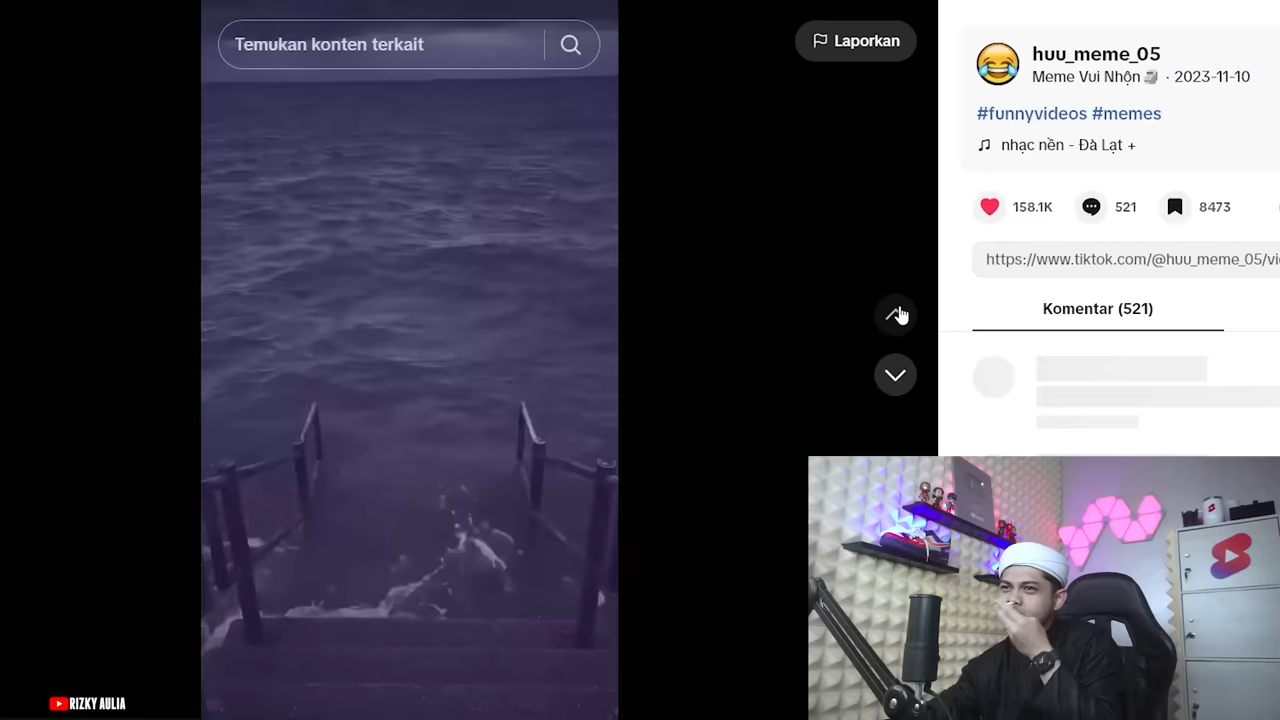 Temukan konten terkait
Laporkan
huu_meme_05
Meme Vui Nhộn🗿 · 2023-11-10
#funnyvideos #memes
nhạc nền - Đà Lạt +
158.1K
521
8473
https://www.tiktok.com/@huu_meme_05/vi
Komentar (521)
RIZKY AULIA